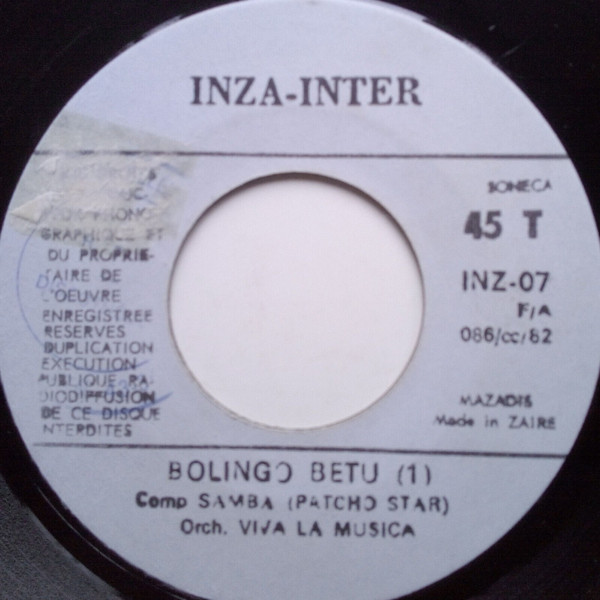 INZA-INTER
PHONO-
GRAPHIQUE ET
DU PROPRIE-
TAIRE DE
L'OEUVRE
ENREGISTREE
RESERVES
DUPLICATION
EXECUTION
PUBLIQUE RA-
DIODIFFUSION
DE CE DISQUE
INTERDITES
SONECA
45 T
INZ-07
F/A
086/cc/82
MAZADIS
Made in ZAIRE
BOLINGO BETU (1)
Comp SAMBA (PATCHO STAR)
Orch. VIVA LA MUSICA